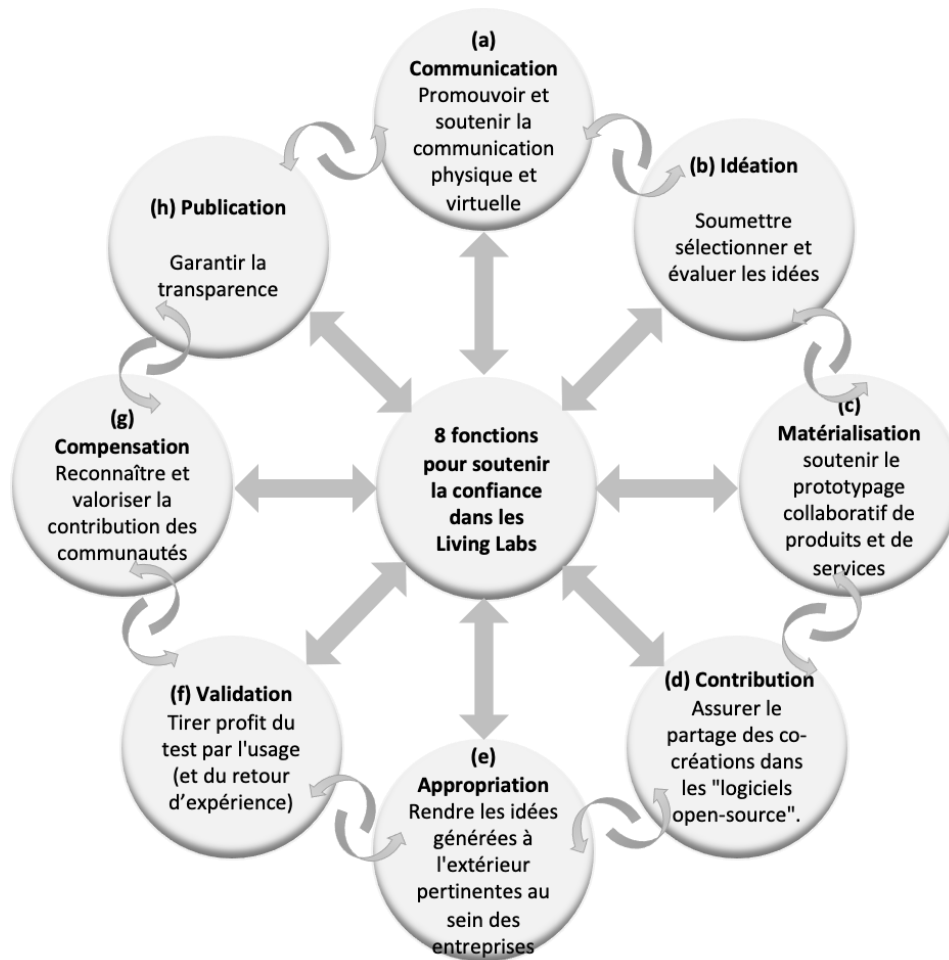 (a)
Communication
Promouvoir et
soutenir la
communication
physique et
virtuelle
(b) Idéation
Soumettre
sélectionner et
évaluer les idées
(c)
Matérialisation
soutenir le
prototypage
collaboratif de
produits et de
services
(d) Contribution
Assurer le
partage des co-
créations dans
les "logiciels
open-source".
(e)
Appropriation
Rendre les idées
générées à
l'extérieur
pertinentes au
sein des
entreprises
(f) Validation
Tirer profit du
test par l'usage
(et du retour
d’expérience)
(g)
Compensation
Reconnaître et
valoriser la
contribution des
communautés
(h) Publication
Garantir la
transparence
8 fonctions
pour soutenir
la confiance
dans les
Living Labs